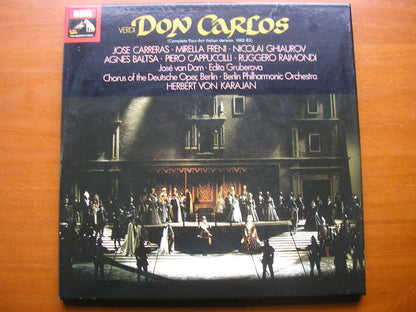 EMI
VERDI DON CARLOS
(Complete Four-Act Italian Version, 1882-83)
JOSE CARRERAS · MIRELLA FRENI · NICOLAI GHIAUROV
AGNES BALTSA · PIERO CAPPUCCILLI · RUGGERO RAIMONDI
José van Dam · Edita Gruberova
Chorus of the Deutsche Oper, Berlin · Berlin Philharmonic Orchestra
HERBERT VON KARAJAN